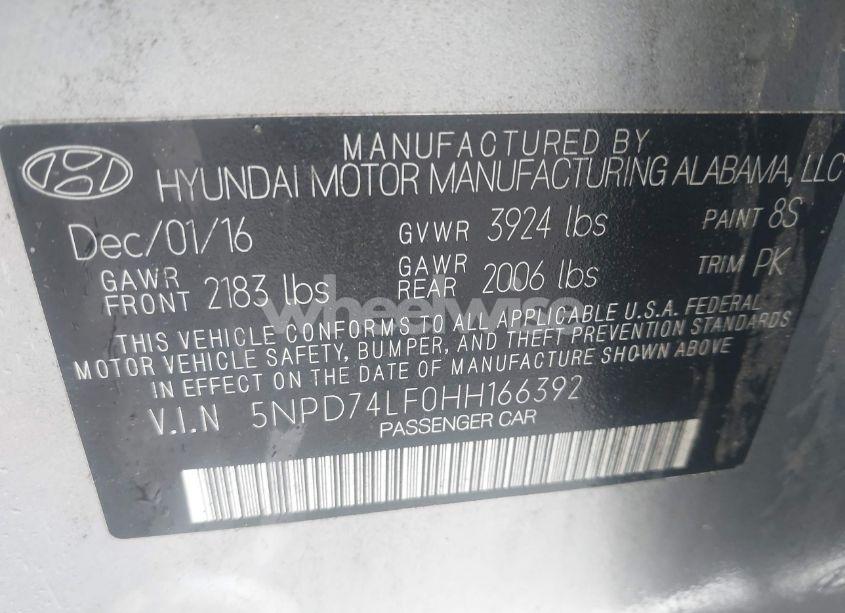 MANUFACTURED BY
HYUNDAI MOTOR MANUFACTURING ALABAMA, LLC
Dec/01/16 GVWR 3924 lbs PAINT 8S
GAWR FRONT 2183 lbs GAWR REAR 2006 lbs TRIM PK
wheelwise
THIS VEHICLE CONFORMS TO ALL APPLICABLE U.S.A. FEDERAL
MOTOR VEHICLE SAFETY, BUMPER, AND THEFT PREVENTION STANDARDS
IN EFFECT ON THE DATE OF MANUFACTURE SHOWN ABOVE
V.I.N 5NPD74LF0HH166392
PASSENGER CAR